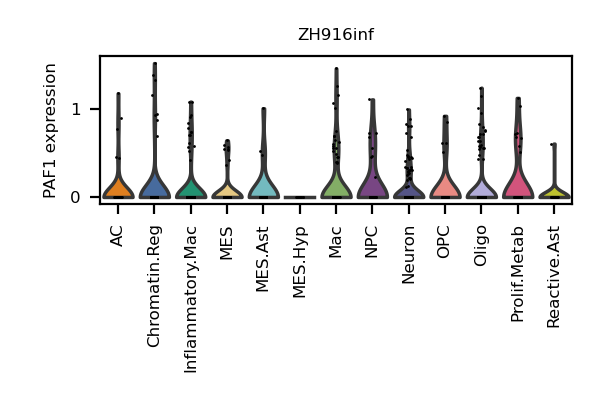 ZH916inf
PAF1 expression
1
0
AC
Chromatin.Reg
Inflammatory.Mac
MES
MES.Ast
MES.Hyp
Mac
NPC
Neuron
OPC
Oligo
Prolif.Metab
Reactive.Ast